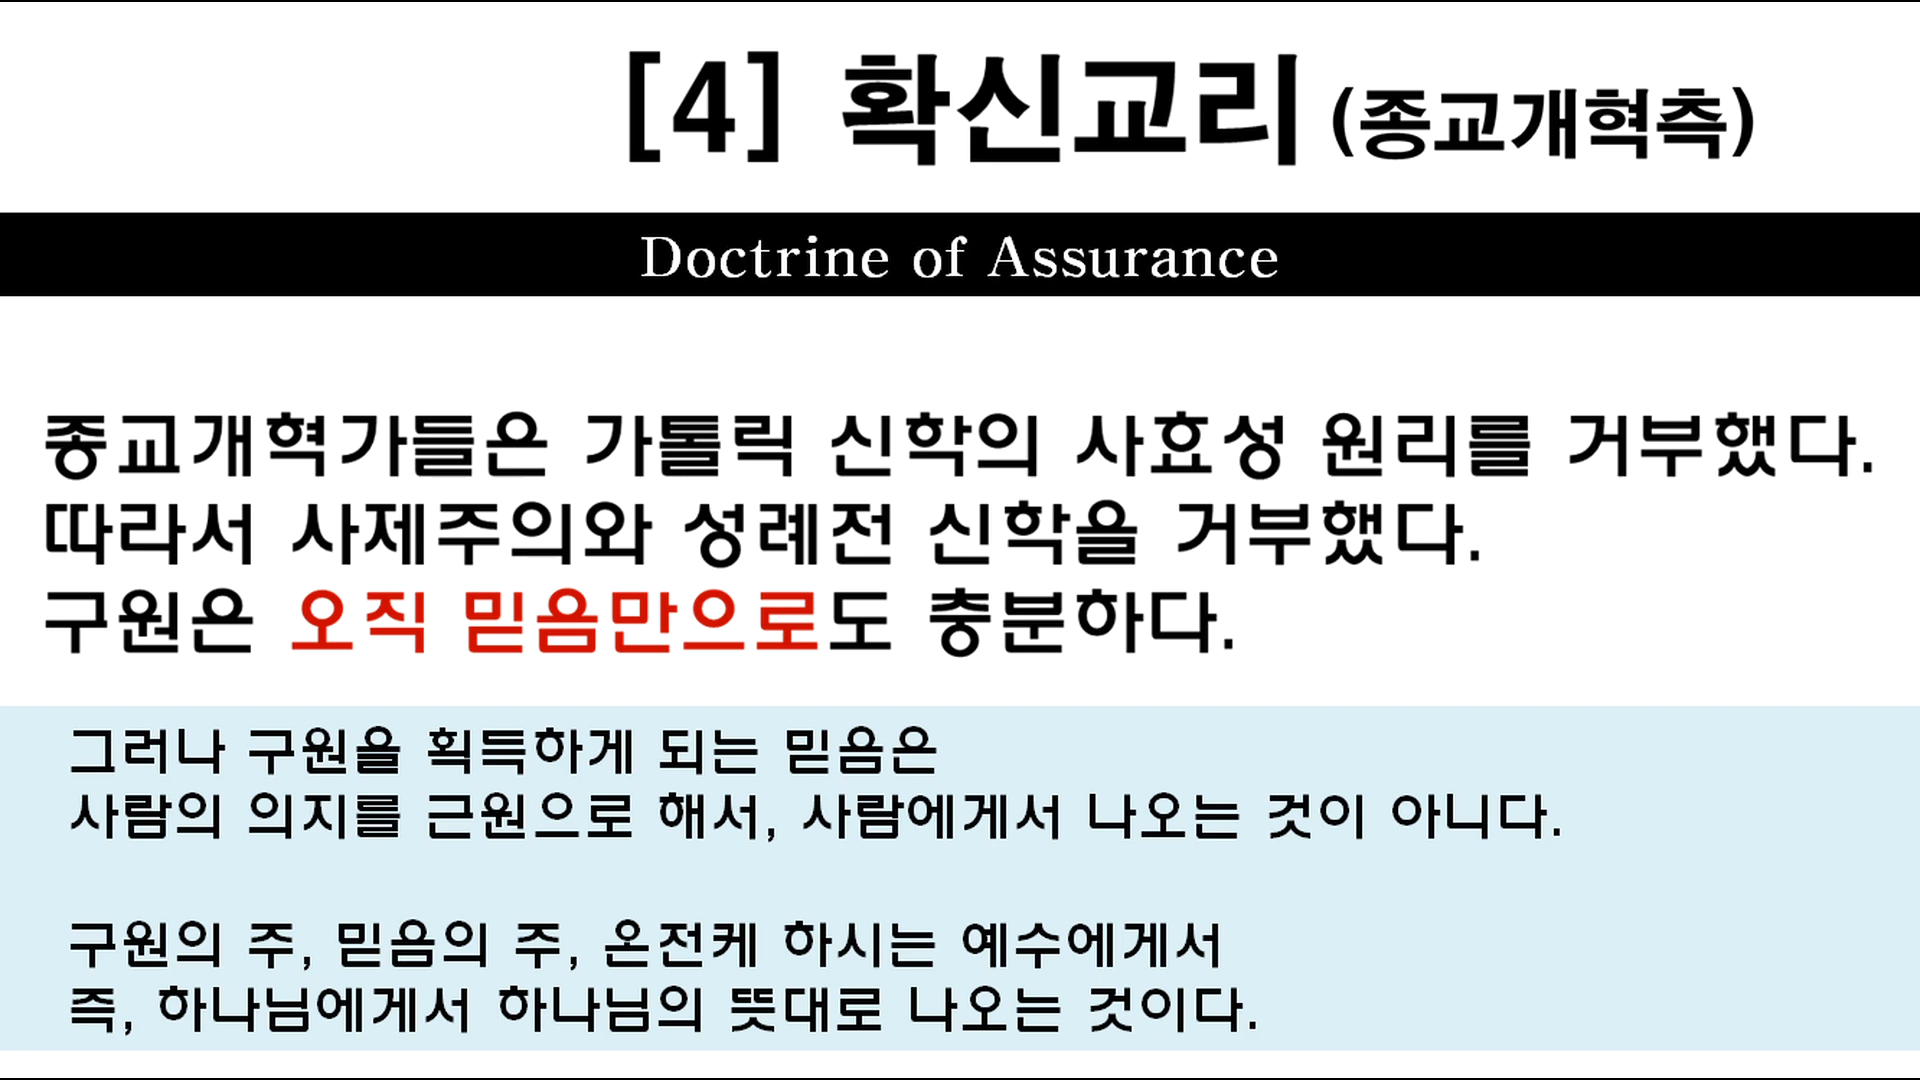 [4] 확신교리 (종교개혁측)
Doctrine of Assurance
종교개혁가들은 가톨릭 신학의 사효성 원리를 거부했다.
따라서 사제주의와 성례전 신학을 거부했다.
구원은 오직 믿음만으로도 충분하다.
그러나 구원을 획득하게 되는 믿음은
사람의 의지를 근원으로 해서, 사람에게서 나오는 것이 아니다.
구원의 주, 믿음의 주, 온전케 하시는 예수에게서
즉, 하나님에게서 하나님의 뜻대로 나오는 것이다.